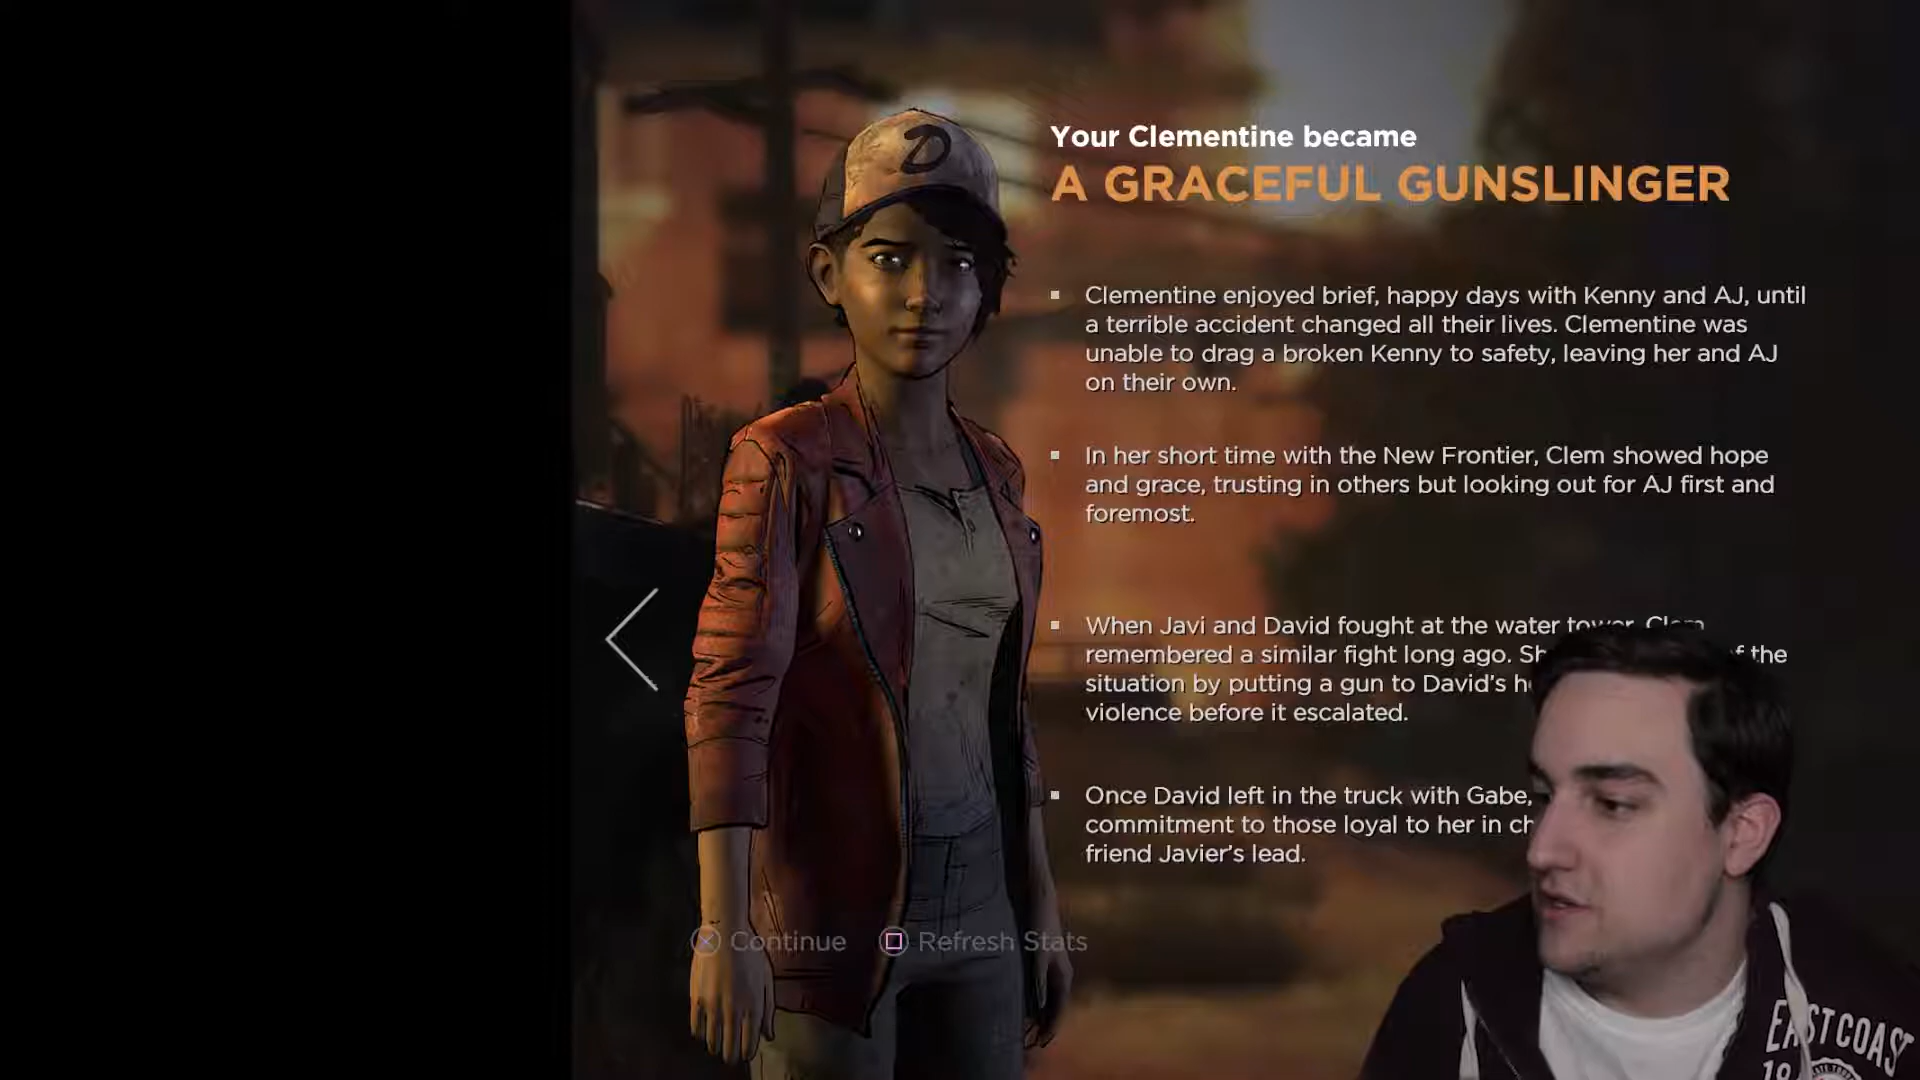 D
Your Clementine became
A GRACEFUL GUNSLINGER
▪ Clementine enjoyed brief, happy days with Kenny and AJ, until
a terrible accident changed all their lives. Clementine was
unable to drag a broken Kenny to safety, leaving her and AJ
on their own.
▪ In her short time with the New Frontier, Clem showed hope
and grace, trusting in others but looking out for AJ first and
foremost.
▪ When Javi and David fought at the water tower, Clem
remembered a similar fight long ago. of the
situation by putting a gun to David's
violence before it escalated.
▪ Once David left in the truck with Gabe,
commitment to those loyal to her in
friend Javier's lead.
Continue Refresh Stats
EAST COAST